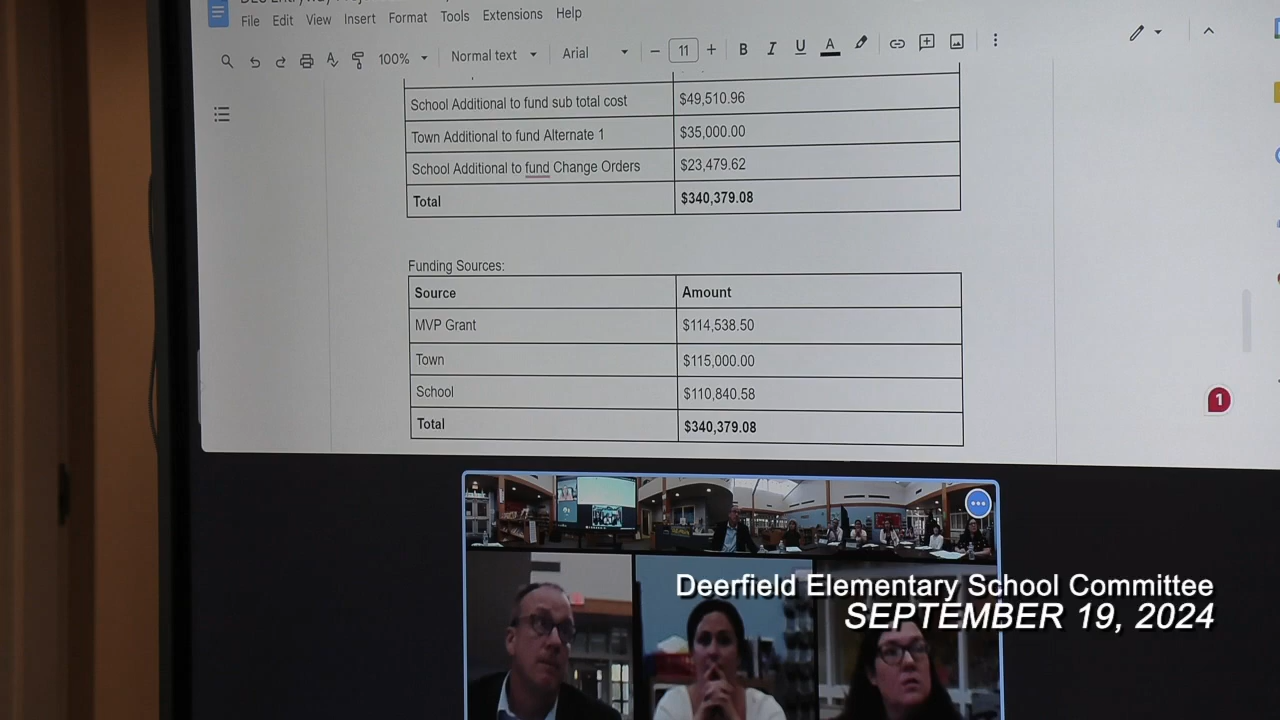 File Edit View Insert Format Tools Extensions Help
100% Normal text Arial 11 B I U A
School Additional to fund sub total cost $49,510.96
Town Additional to fund Alternate 1 $35,000.00
School Additional to fund Change Orders $23,479.62
Total $340,379.08
Funding Sources:
Source Amount
MVP Grant $114,538.50
Town $115,000.00
School $110,840.58
Total $340,379.08
1
Deerfield Elementary School Committee
SEPTEMBER 19, 2024